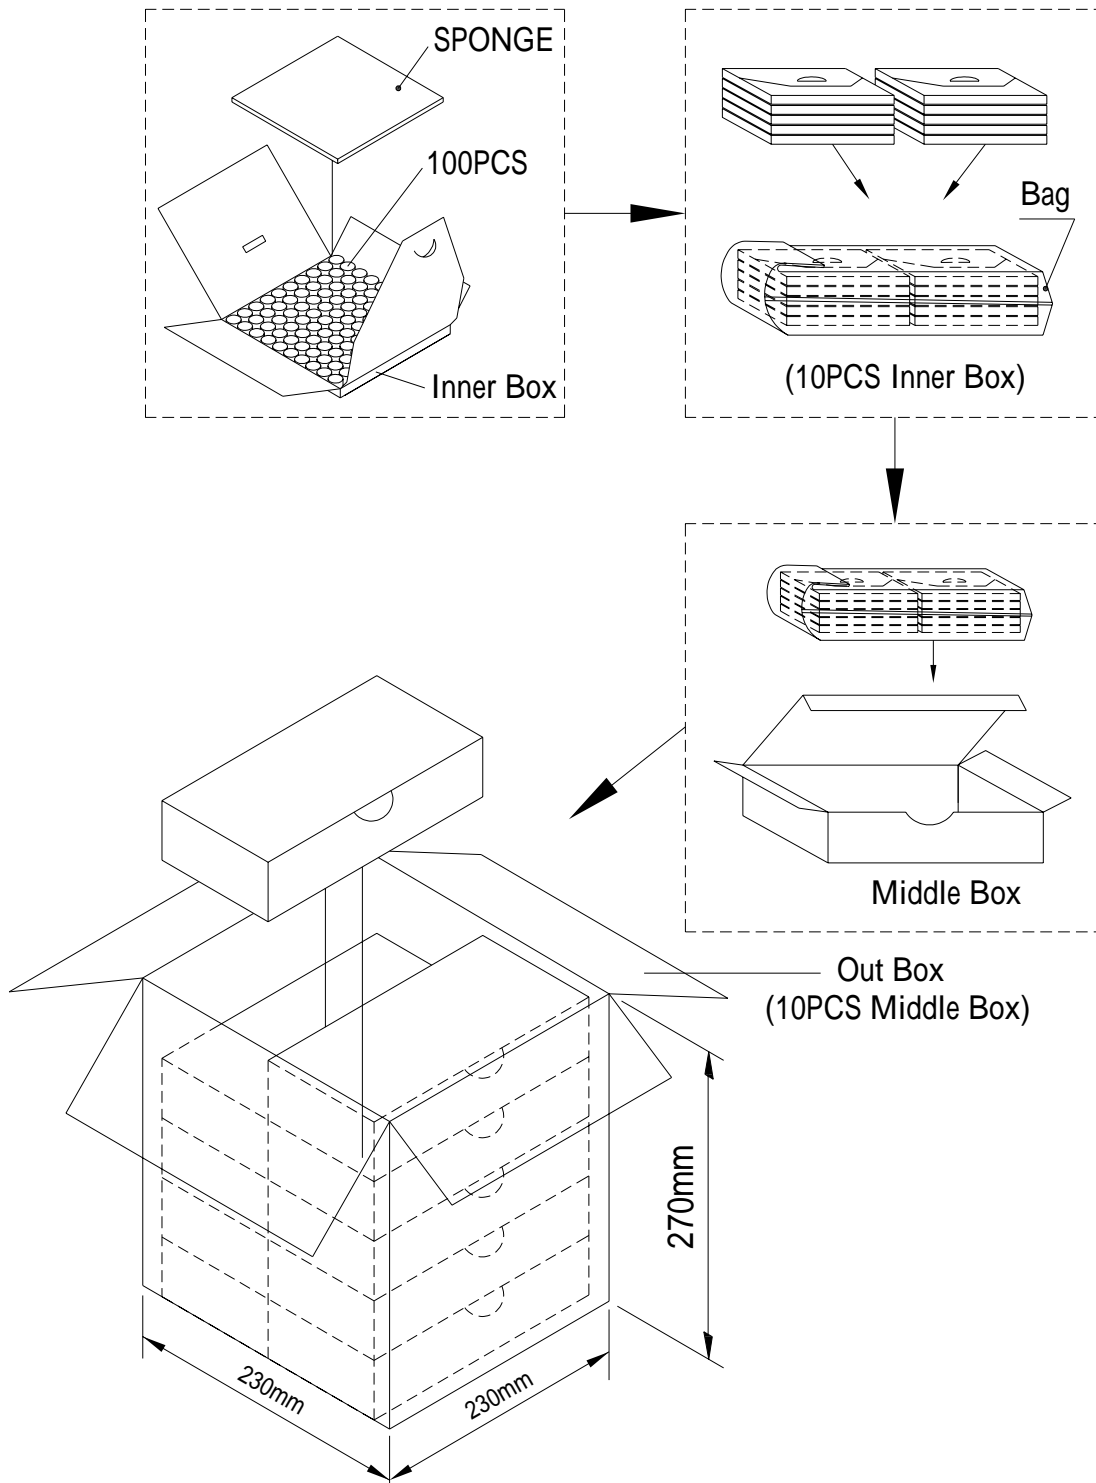 SPONGE
100PCS
Inner Box
Bag
(10PCS Inner Box)
Middle Box
Out Box
(10PCS Middle Box)
270mm
230mm
230mm